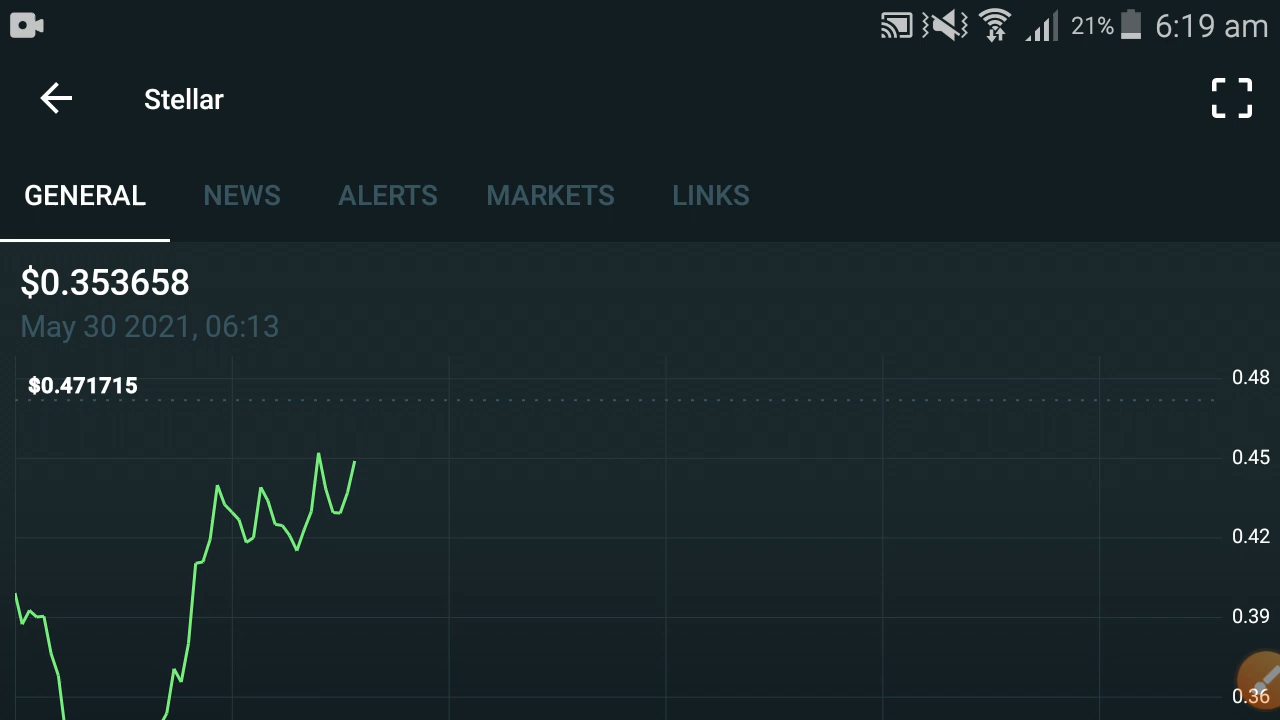 21% 6:19 am
Stellar
GENERAL NEWS ALERTS MARKETS LINKS
$0.353658
May 30 2021, 06:13
$0.471715
0.48
0.45
0.42
0.39
0.36